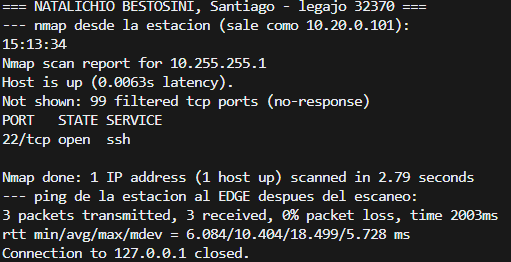 === NATALICHIO BESTOSINI, Santiago - legajo 32370 ===
--- nmap desde la estacion (sale como 10.20.0.101):
15:13:34
Nmap scan report for 10.255.255.1
Host is up (0.0063s latency).
Not shown: 99 filtered tcp ports (no-response)
PORT   STATE SERVICE
22/tcp open  ssh
Nmap done: 1 IP address (1 host up) scanned in 2.79 seconds
--- ping de la estacion al EDGE despues del escaneo:
3 packets transmitted, 3 received, 0% packet loss, time 2003ms
rtt min/avg/max/mdev = 6.084/10.404/18.499/5.728 ms
Connection to 127.0.0.1 closed.